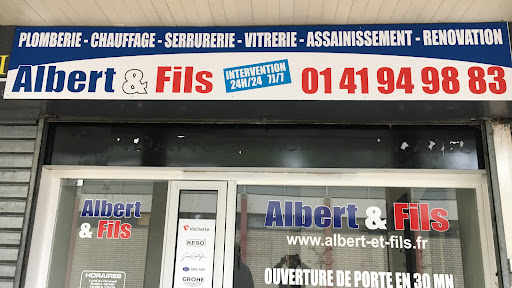 PLOMBERIE - CHAUFFAGE - SERRURERIE - VITRERIE - ASSAINISSEMENT - RENOVATION
Albert & Fils
INTERVENTION
24H/24 7J/7
01 41 94 98 83
Albert
& Fils
HORAIRES
Vachette
KESO
GROHE
Albert & Fils
www.albert-et-fils.fr
OUVERTURE DE PORTE EN 30 MN